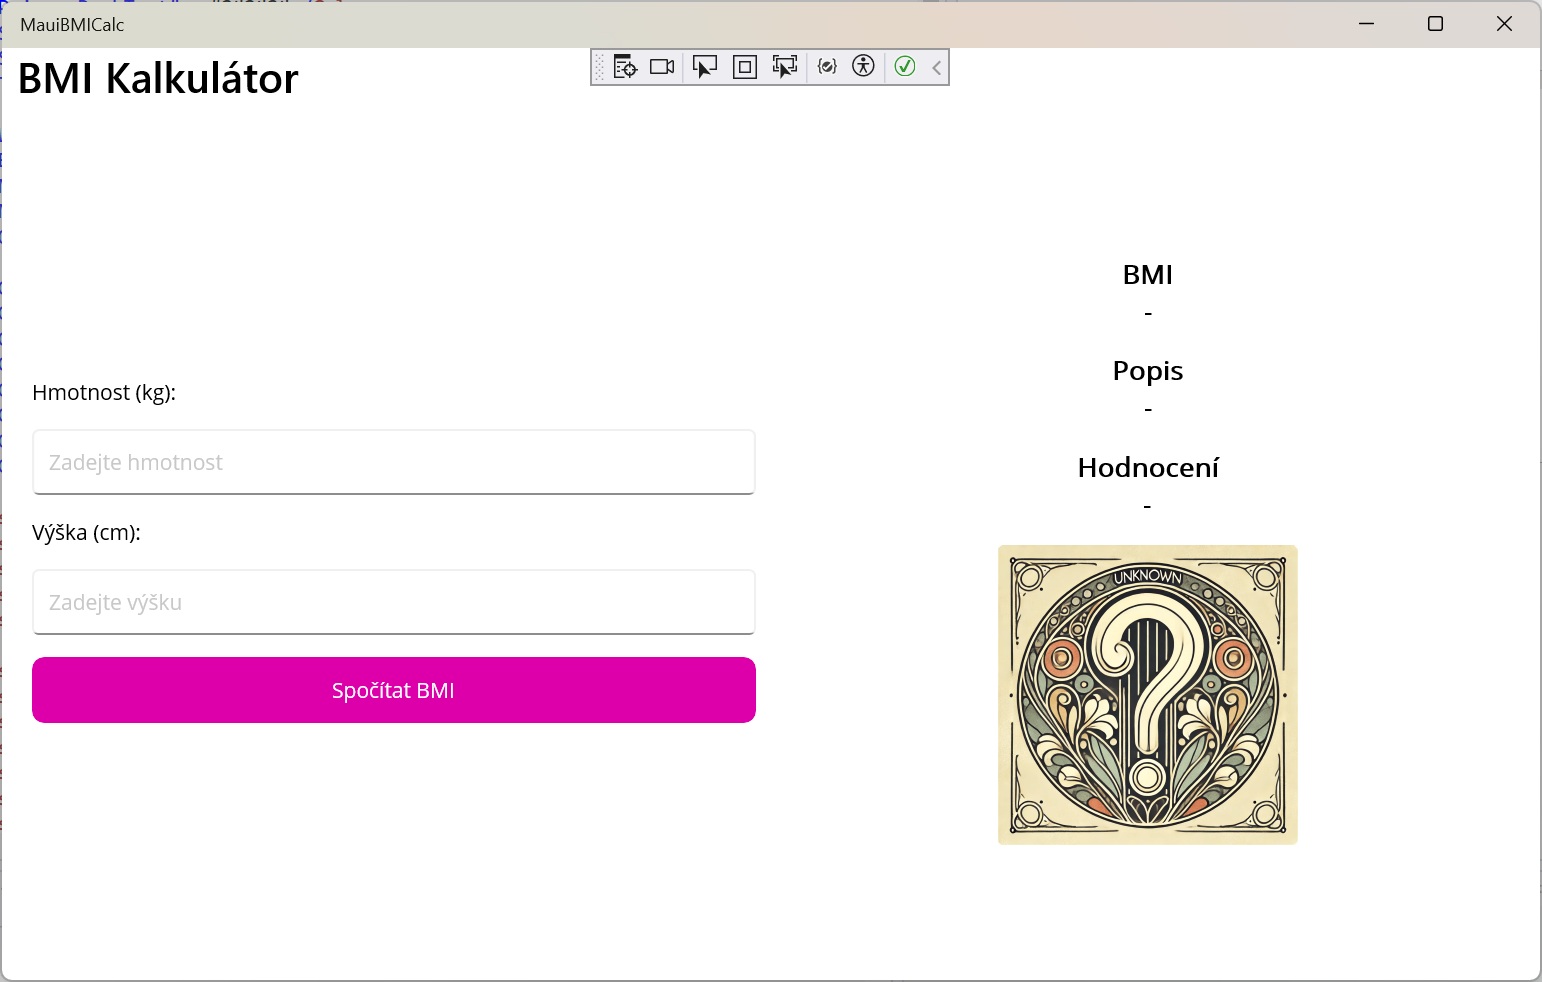 MauiBMICalc
BMI Kalkulátor
Hmotnost (kg):
Zadejte hmotnost
Výška (cm):
Zadejte výšku
Spočítat BMI
BMI
-
Popis
-
Hodnocení
-
UNKNOWN